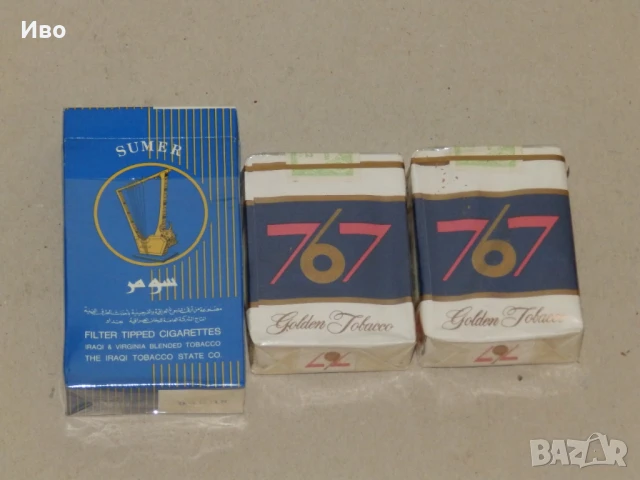 Иво
SUMER
سومر
FILTER TIPPED CIGARETTES
IRAQI & VIRGINIA BLENDED TOBACCO
THE IRAQI TOBACCO STATE CO.
767
Golden Tobacco
767
Golden Tobacco
BAZAR